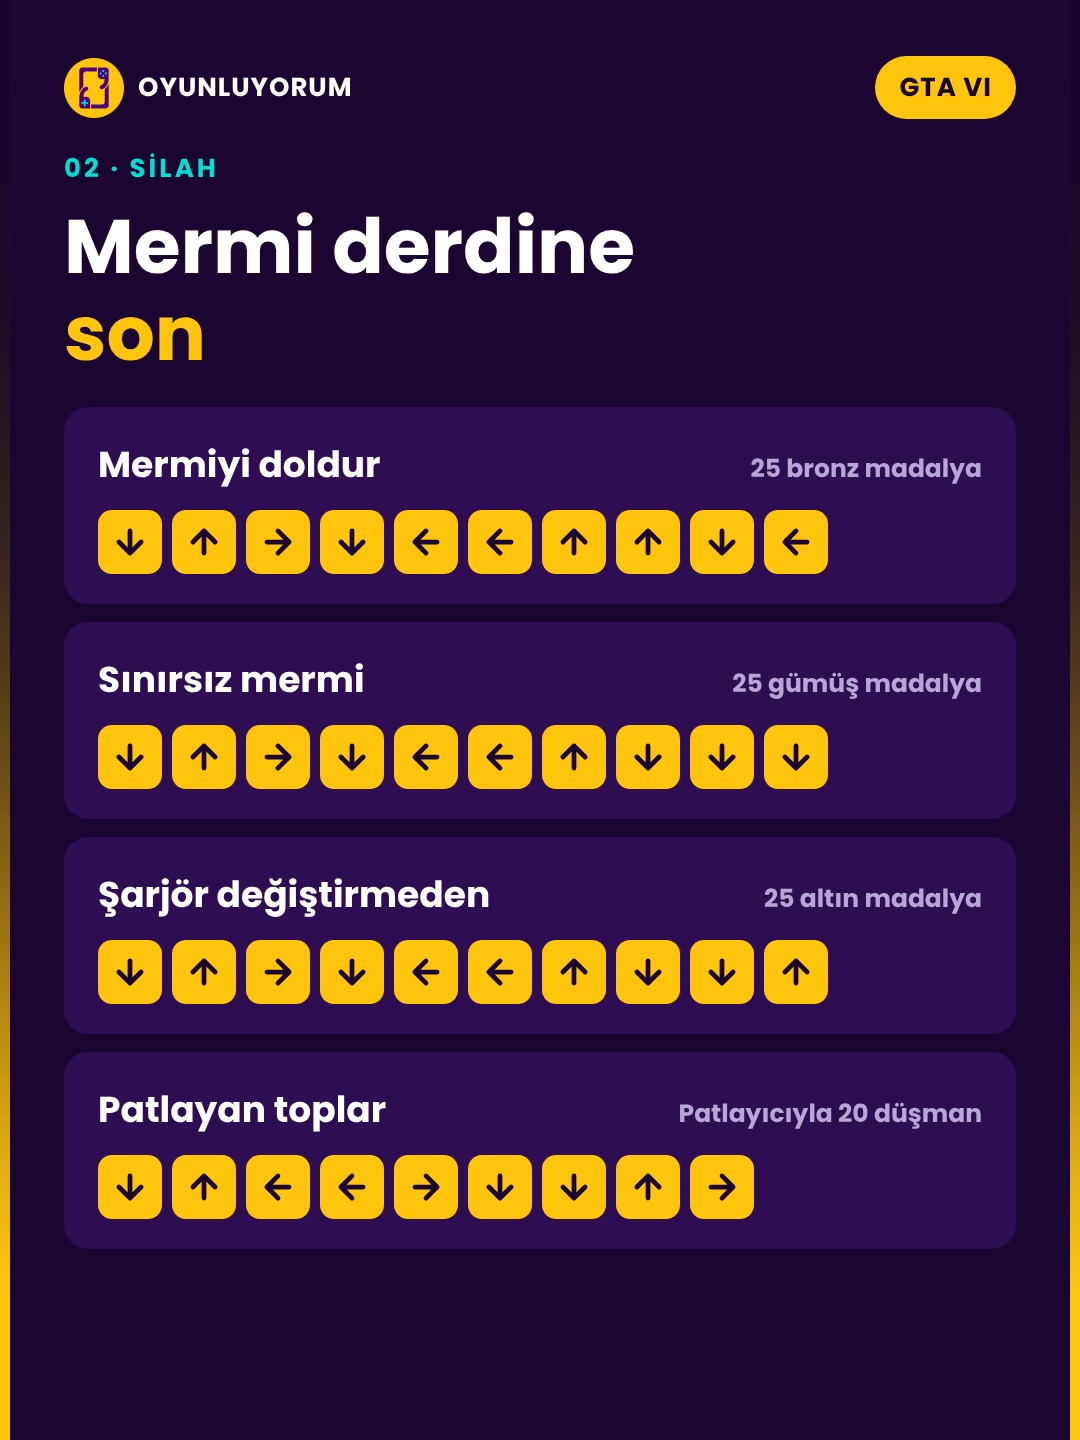 OYUNLUYORUM
GTA VI
02 · SİLAH
Mermi derdine
son
Mermiyi doldur
25 bronz madalya
↓ ↑ → ↓ ← ← ↑ ↑ ↓ ←
Sınırsız mermi
25 gümüş madalya
↓ ↑ → ↓ ← ← ↑ ↓ ↓ ↓
Şarjör değiştirmeden
25 altın madalya
↓ ↑ → ↓ ← ← ↑ ↓ ↓ ↑
Patlayan toplar
Patlayıcıyla 20 düşman
↓ ↑ ← ← → ↓ ↓ ↑ →